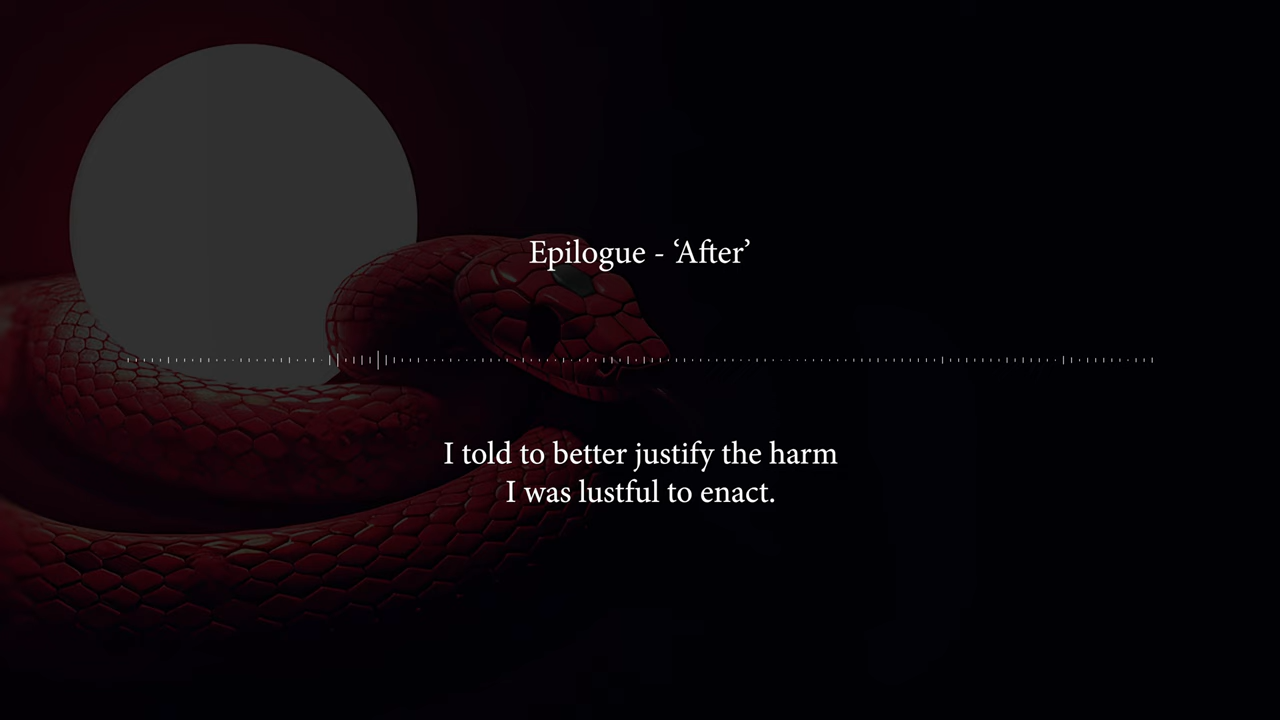 Epilogue - ‘After’
I told to better justify the harm
I was lustful to enact.